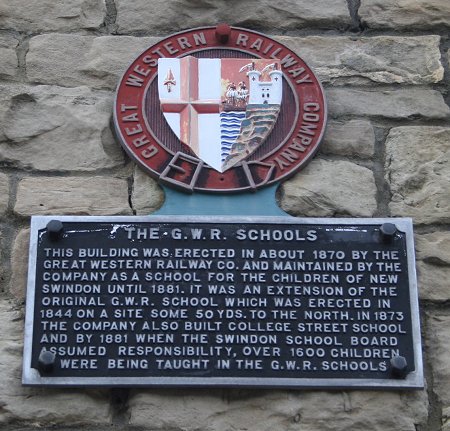 GREAT WESTERN RAILWAY COMPANY
THE G.W.R. SCHOOLS
THIS BUILDING WAS ERECTED IN ABOUT 1870 BY THE
GREAT WESTERN RAILWAY CO. AND MAINTAINED BY THE
COMPANY AS A SCHOOL FOR THE CHILDREN OF NEW
SWINDON UNTIL 1881. IT WAS AN EXTENSION OF THE
ORIGINAL G.W.R. SCHOOL WHICH WAS ERECTED IN
1844 ON A SITE SOME 50 YDS. TO THE NORTH. IN 1873
THE COMPANY ALSO BUILT COLLEGE STREET SCHOOL
AND BY 1881 WHEN THE SWINDON SCHOOL BOARD
ASSUMED RESPONSIBILITY, OVER 1600 CHILDREN
WERE BEING TAUGHT IN THE G.W.R. SCHOOLS